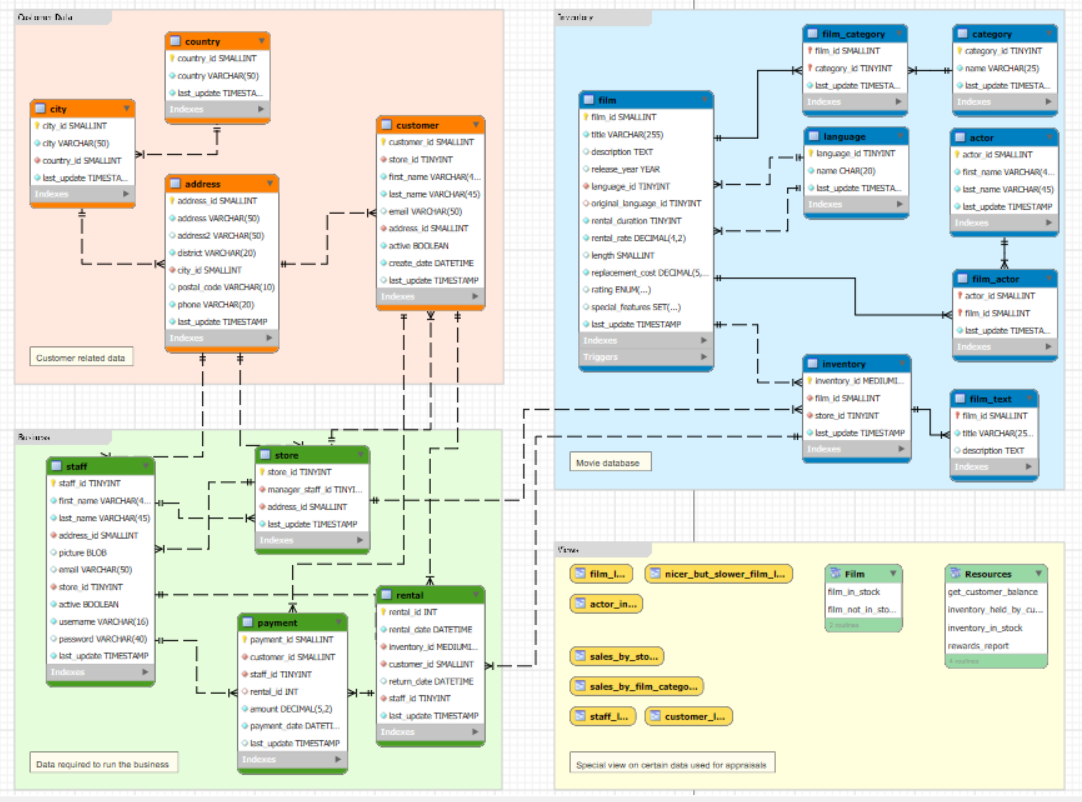 Customer Data
country
country_id SMALLINT
country VARCHAR(50)
last_update TIMESTA...
Indexes
city
city_id SMALLINT
city VARCHAR(50)
country_id SMALLINT
last_update TIMESTA...
Indexes
address
address_id SMALLINT
address VARCHAR(50)
address2 VARCHAR(50)
district VARCHAR(20)
city_id SMALLINT
postal_code VARCHAR(10)
phone VARCHAR(20)
last_update TIMESTAMP
Indexes
customer
customer_id SMALLINT
store_id TINYINT
first_name VARCHAR(4...
last_name VARCHAR(45)
email VARCHAR(50)
address_id SMALLINT
active BOOLEAN
create_date DATETIME
last_update TIMESTAMP
Indexes
Customer related data
Inventory
film
film_id SMALLINT
title VARCHAR(255)
description TEXT
release_year YEAR
language_id TINYINT
original_language_id TINYINT
rental_duration TINYINT
rental_rate DECIMAL(4,2)
length SMALLINT
replacement_cost DECIMAL(5,...
rating ENUM(...)
special_features SET(...)
last_update TIMESTAMP
Indexes
Triggers
film_category
film_id SMALLINT
category_id TINYINT
last_update TIMESTA...
Indexes
category
category_id TINYINT
name VARCHAR(25)
last_update TIMESTA...
Indexes
language
language_id TINYINT
name CHAR(20)
last_update TIMESTA...
Indexes
actor
actor_id SMALLINT
first_name VARCHAR(4...
last_name VARCHAR(45)
last_update TIMESTAMP
Indexes
film_actor
actor_id SMALLINT
film_id SMALLINT
last_update TIMESTA...
Indexes
inventory
inventory_id MEDIUMI...
film_id SMALLINT
store_id TINYINT
last_update TIMESTAMP
Indexes
film_text
film_id SMALLINT
title VARCHAR(25...
description TEXT
Indexes
Movie database
Business
staff
staff_id TINYINT
first_name VARCHAR(4...
last_name VARCHAR(45)
address_id SMALLINT
picture BLOB
email VARCHAR(50)
store_id TINYINT
active BOOLEAN
username VARCHAR(16)
password VARCHAR(40)
last_update TIMESTAMP
Indexes
store
store_id TINYINT
manager_staff_id TINYI...
address_id SMALLINT
last_update TIMESTAMP
Indexes
payment
payment_id SMALLINT
customer_id SMALLINT
staff_id TINYINT
rental_id INT
amount DECIMAL(5,2)
payment_date DATETI...
last_update TIMESTAMP
Indexes
rental
rental_id INT
rental_date DATETIME
inventory_id MEDIUMI...
customer_id SMALLINT
return_date DATETIME
staff_id TINYINT
last_update TIMESTAMP
Indexes
Data required to run the business
Views
film_l...
nicer_but_slower_film_l...
actor_in...
sales_by_sto...
sales_by_film_catego...
staff_l...
customer_l...
Film
film_in_stock
film_not_in_sto...
2 routines
Resources
get_customer_balance
inventory_held_by_cu...
inventory_in_stock
rewards_report
4 routines
Special view on certain data used for appraisals